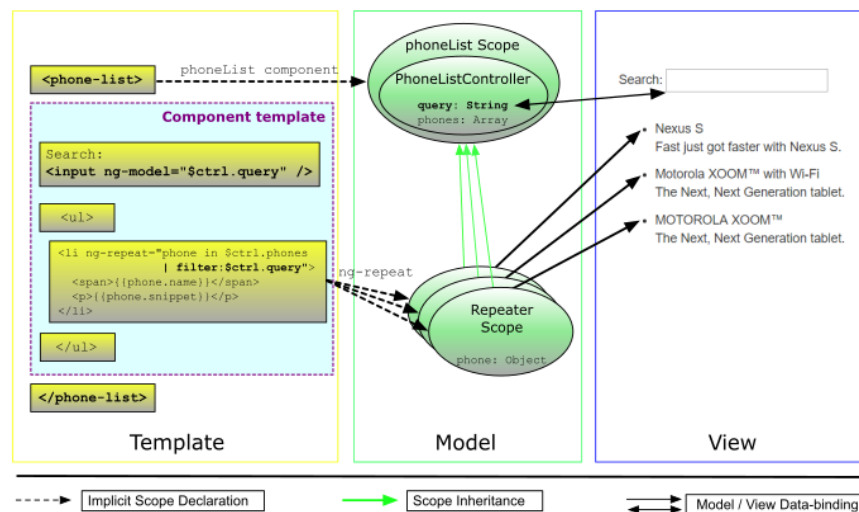 <phone-list>
phoneList component
Component template
Search:
<input ng-model="$ctrl.query" />
<ul>
<li ng-repeat="phone in $ctrl.phones
| filter:$ctrl.query">
<span>{{phone.name}}</span>
<p>{{phone.snippet}}</p>
</li>
</ul>
</phone-list>
ng-repeat
Template
phoneList Scope
PhoneListController
query: String
phones: Array
Repeater
Scope
phone: Object
Model
Search:
• Nexus S
Fast just got faster with Nexus S.
• Motorola XOOM™ with Wi-Fi
The Next, Next Generation tablet.
• MOTOROLA XOOM™
The Next, Next Generation tablet.
View
Implicit Scope Declaration
Scope Inheritance
Model / View Data-binding